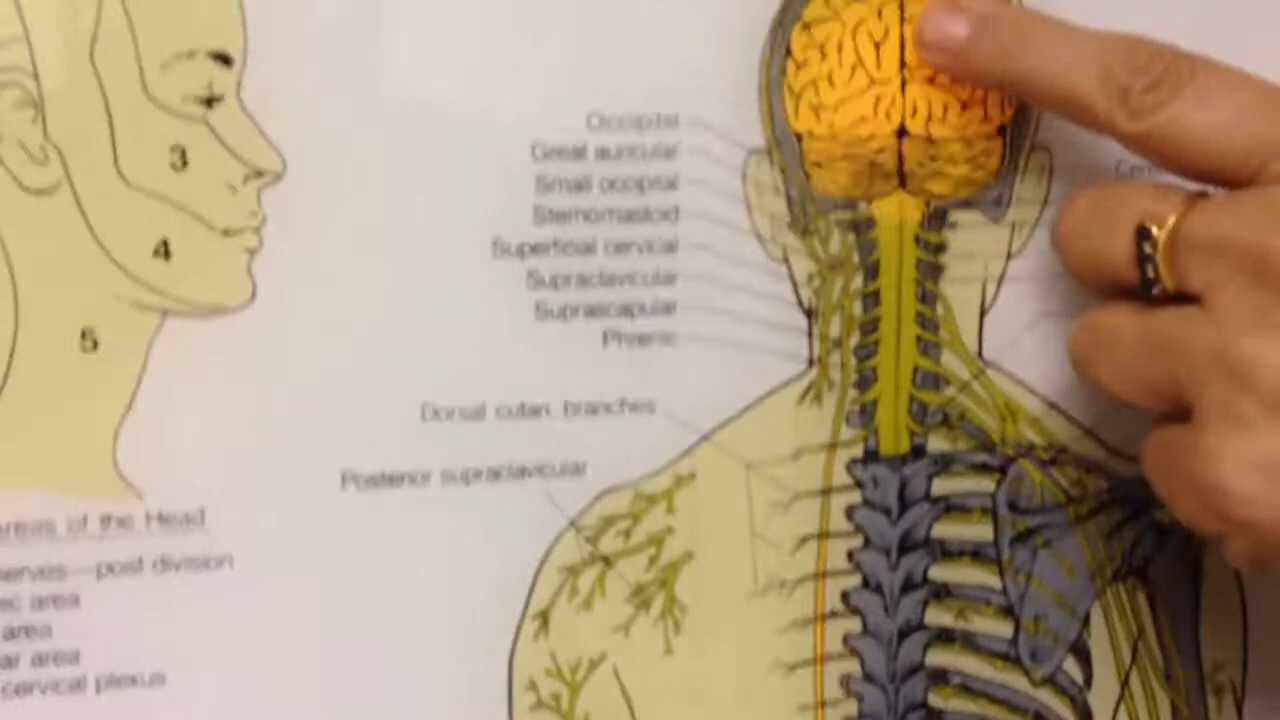 3
4
5
Occipital
Great auricular
Small occipital
Sternomastoid
Superficial cervical
Supraclavicular
Suprascapular
Phrenic
Dorsal cutan. branches
Posterior supraclavicular
areas of the Head
nerves—post division
area
area
cervical plexus